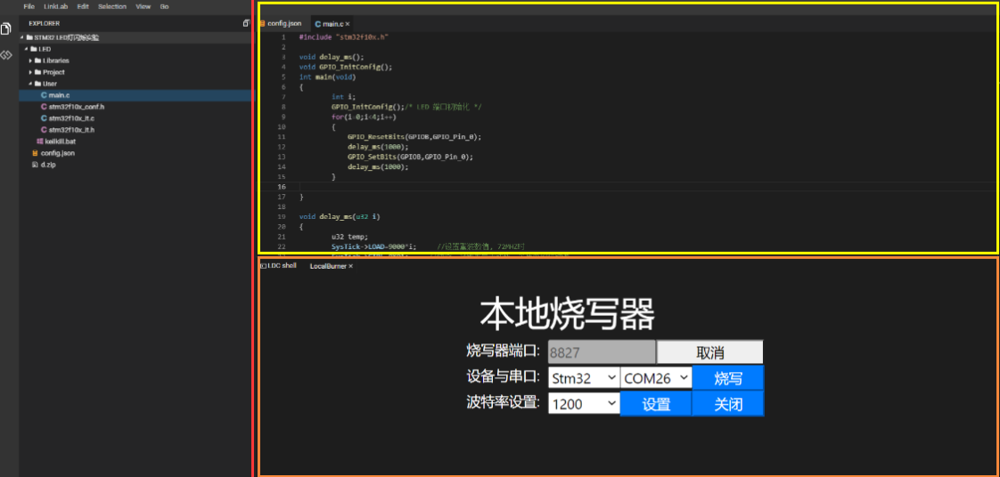 File LinkLab Edit Selection View Go
EXPLORER
STM32 LED灯闪烁实验
LED
Libraries
Project
User
main.c
stm32f10x_conf.h
stm32f10x_it.c
stm32f10x_it.h
keilkill.bat
config.json
d.zip
config.json main.c ×
1 #include "stm32f10x.h"
2
3 void delay_ms();
4 void GPIO_InitConfig();
5 int main(void)
6 {
7 int i;
8 GPIO_InitConfig();/* LED 端口初始化 */
9 for(i=0;i<4;i++)
10 {
11 GPIO_ResetBits(GPIOB,GPIO_Pin_0);
12 delay_ms(1000);
13 GPIO_SetBits(GPIOB,GPIO_Pin_0);
14 delay_ms(1000);
15 }
16
17 }
18
19 void delay_ms(u32 i)
20 {
21 u32 temp;
22 SysTick->LOAD=9000*i; //设置重装数值, 72MHZ时
LDC shell LocalBurner ×
本地烧写器
烧写器端口: 8827 取消
设备与串口: Stm32 COM26 烧写
波特率设置: 1200 设置 关闭